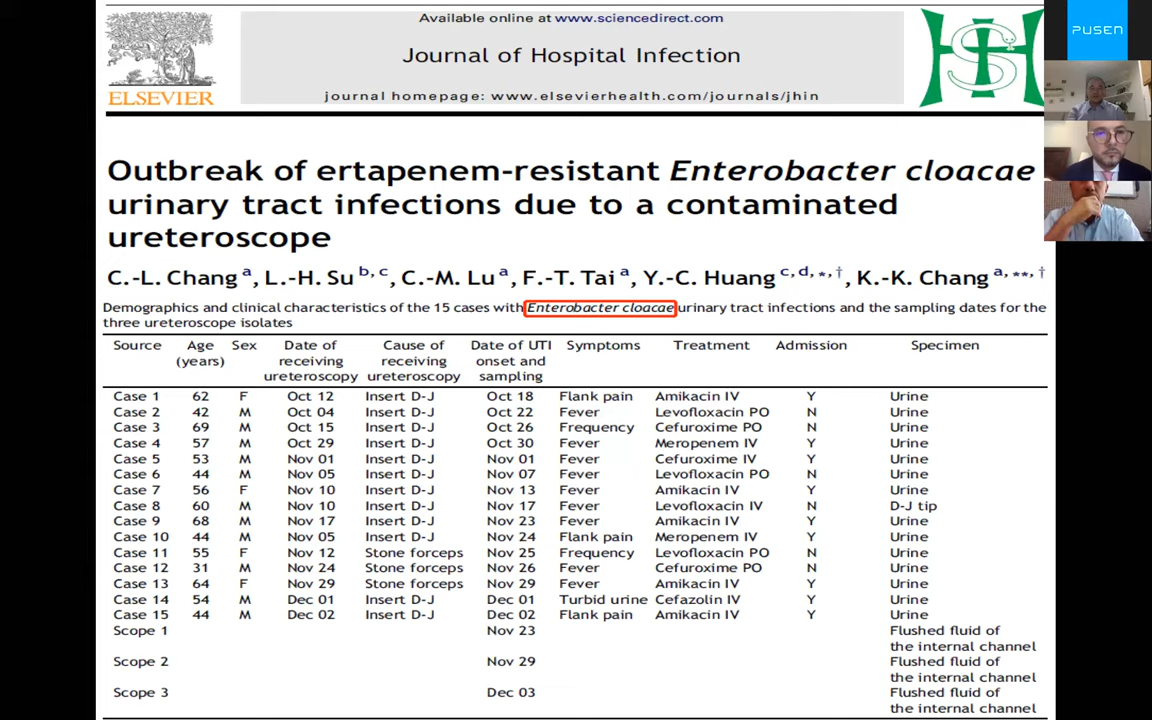 Available online at www.sciencedirect.com
Journal of Hospital Infection
journal homepage: www.elsevierhealth.com/journals/jhin
ELSEVIER
HIS
PUSEN
Outbreak of ertapenem-resistant Enterobacter cloacae
urinary tract infections due to a contaminated
ureteroscope
C.-L. Chang a, L.-H. Su b, c, C.-M. Lu a, F.-T. Tai a, Y.-C. Huang c, d, *, †, K.-K. Chang a, **, †
Demographics and clinical characteristics of the 15 cases with Enterobacter cloacae urinary tract infections and the sampling dates for the
three ureteroscope isolates
Source Age Sex Date of Cause of Date of UTI Symptoms Treatment Admission Specimen
(years) receiving receiving onset and
ureteroscopy ureteroscopy sampling
Case 1 62 F Oct 12 Insert D-J Oct 18 Flank pain Amikacin IV Y Urine
Case 2 42 M Oct 04 Insert D-J Oct 22 Fever Levofloxacin PO N Urine
Case 3 69 M Oct 15 Insert D-J Oct 26 Frequency Cefuroxime PO N Urine
Case 4 57 M Oct 29 Insert D-J Oct 30 Fever Meropenem IV Y Urine
Case 5 53 M Nov 01 Insert D-J Nov 01 Fever Cefuroxime IV Y Urine
Case 6 44 M Nov 05 Insert D-J Nov 07 Fever Levofloxacin PO N Urine
Case 7 56 F Nov 10 Insert D-J Nov 13 Fever Amikacin IV Y Urine
Case 8 60 M Nov 10 Insert D-J Nov 17 Fever Levofloxacin IV N D-J tip
Case 9 68 M Nov 17 Insert D-J Nov 23 Fever Amikacin IV Y Urine
Case 10 44 M Nov 05 Insert D-J Nov 24 Flank pain Meropenem IV Y Urine
Case 11 55 F Nov 12 Stone forceps Nov 25 Frequency Levofloxacin PO N Urine
Case 12 31 M Nov 24 Stone forceps Nov 26 Fever Cefuroxime PO N Urine
Case 13 64 F Nov 29 Stone forceps Nov 29 Fever Amikacin IV Y Urine
Case 14 54 M Dec 01 Insert D-J Dec 01 Turbid urine Cefazolin IV Y Urine
Case 15 44 M Dec 02 Insert D-J Dec 02 Flank pain Amikacin IV Y Urine
Scope 1 Nov 23 Flushed fluid of
the internal channel
Scope 2 Nov 29 Flushed fluid of
the internal channel
Scope 3 Dec 03 Flushed fluid of
the internal channel